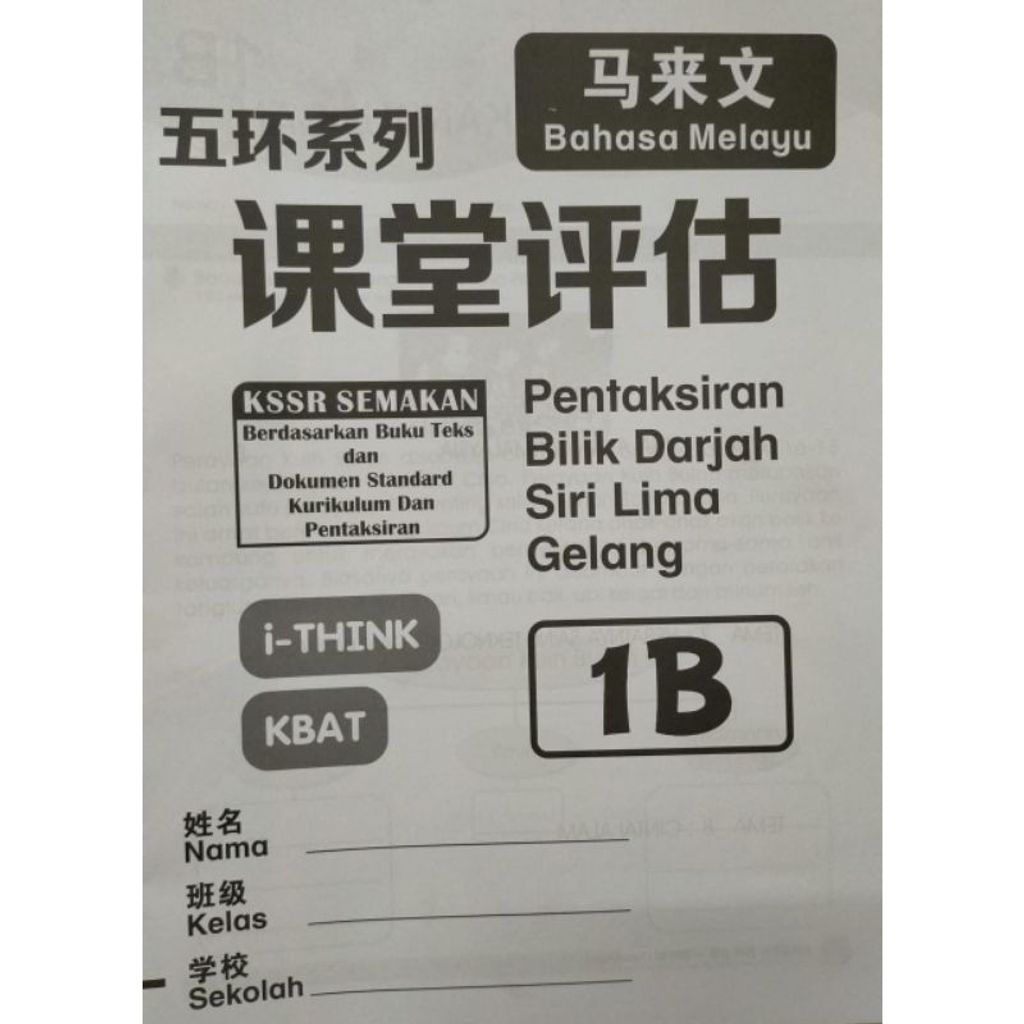 马来文
Bahasa Melayu
五环系列
课堂评估
KSSR SEMAKAN
Berdasarkan Buku Teks
dan
Dokumen Standard
Kurikulum Dan
Pentaksiran
Pentaksiran
Bilik Darjah
Siri Lima
Gelang
i-THINK
KBAT
1B
姓名
Nama
班级
Kelas
学校
Sekolah